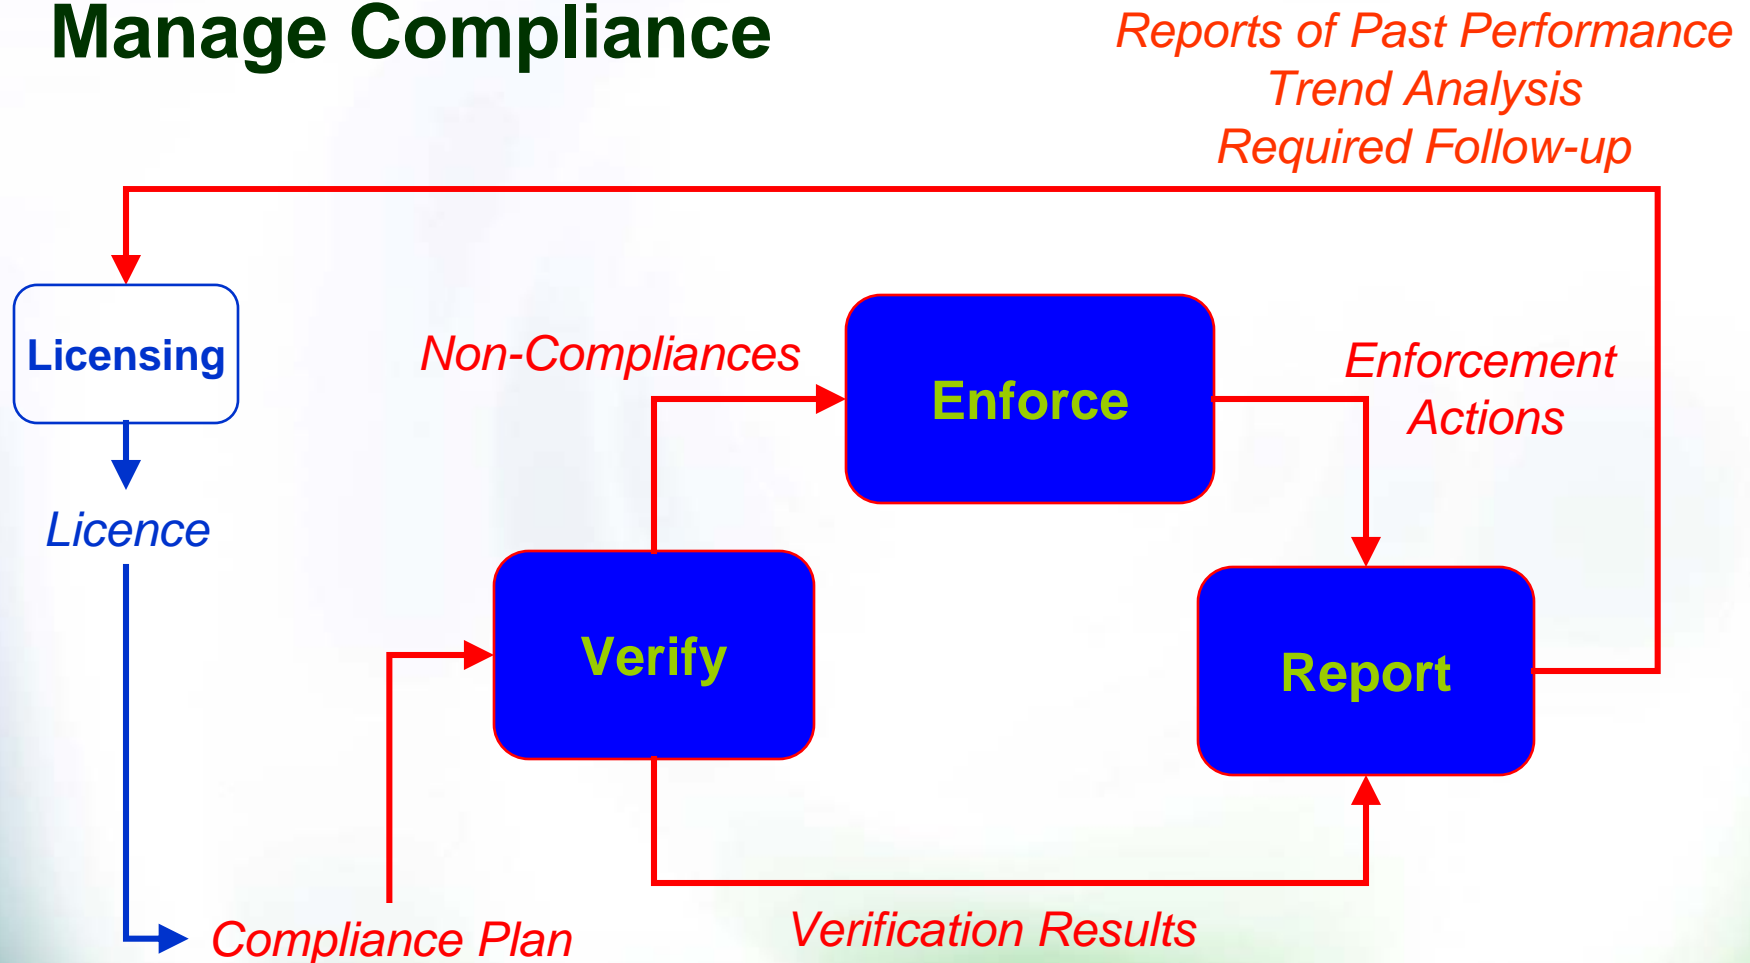 Manage Compliance
Reports of Past Performance
Trend Analysis
Required Follow-up
Licensing
Non-Compliances
Enforce
Enforcement
Actions
Licence
Verify
Report
Compliance Plan
Verification Results